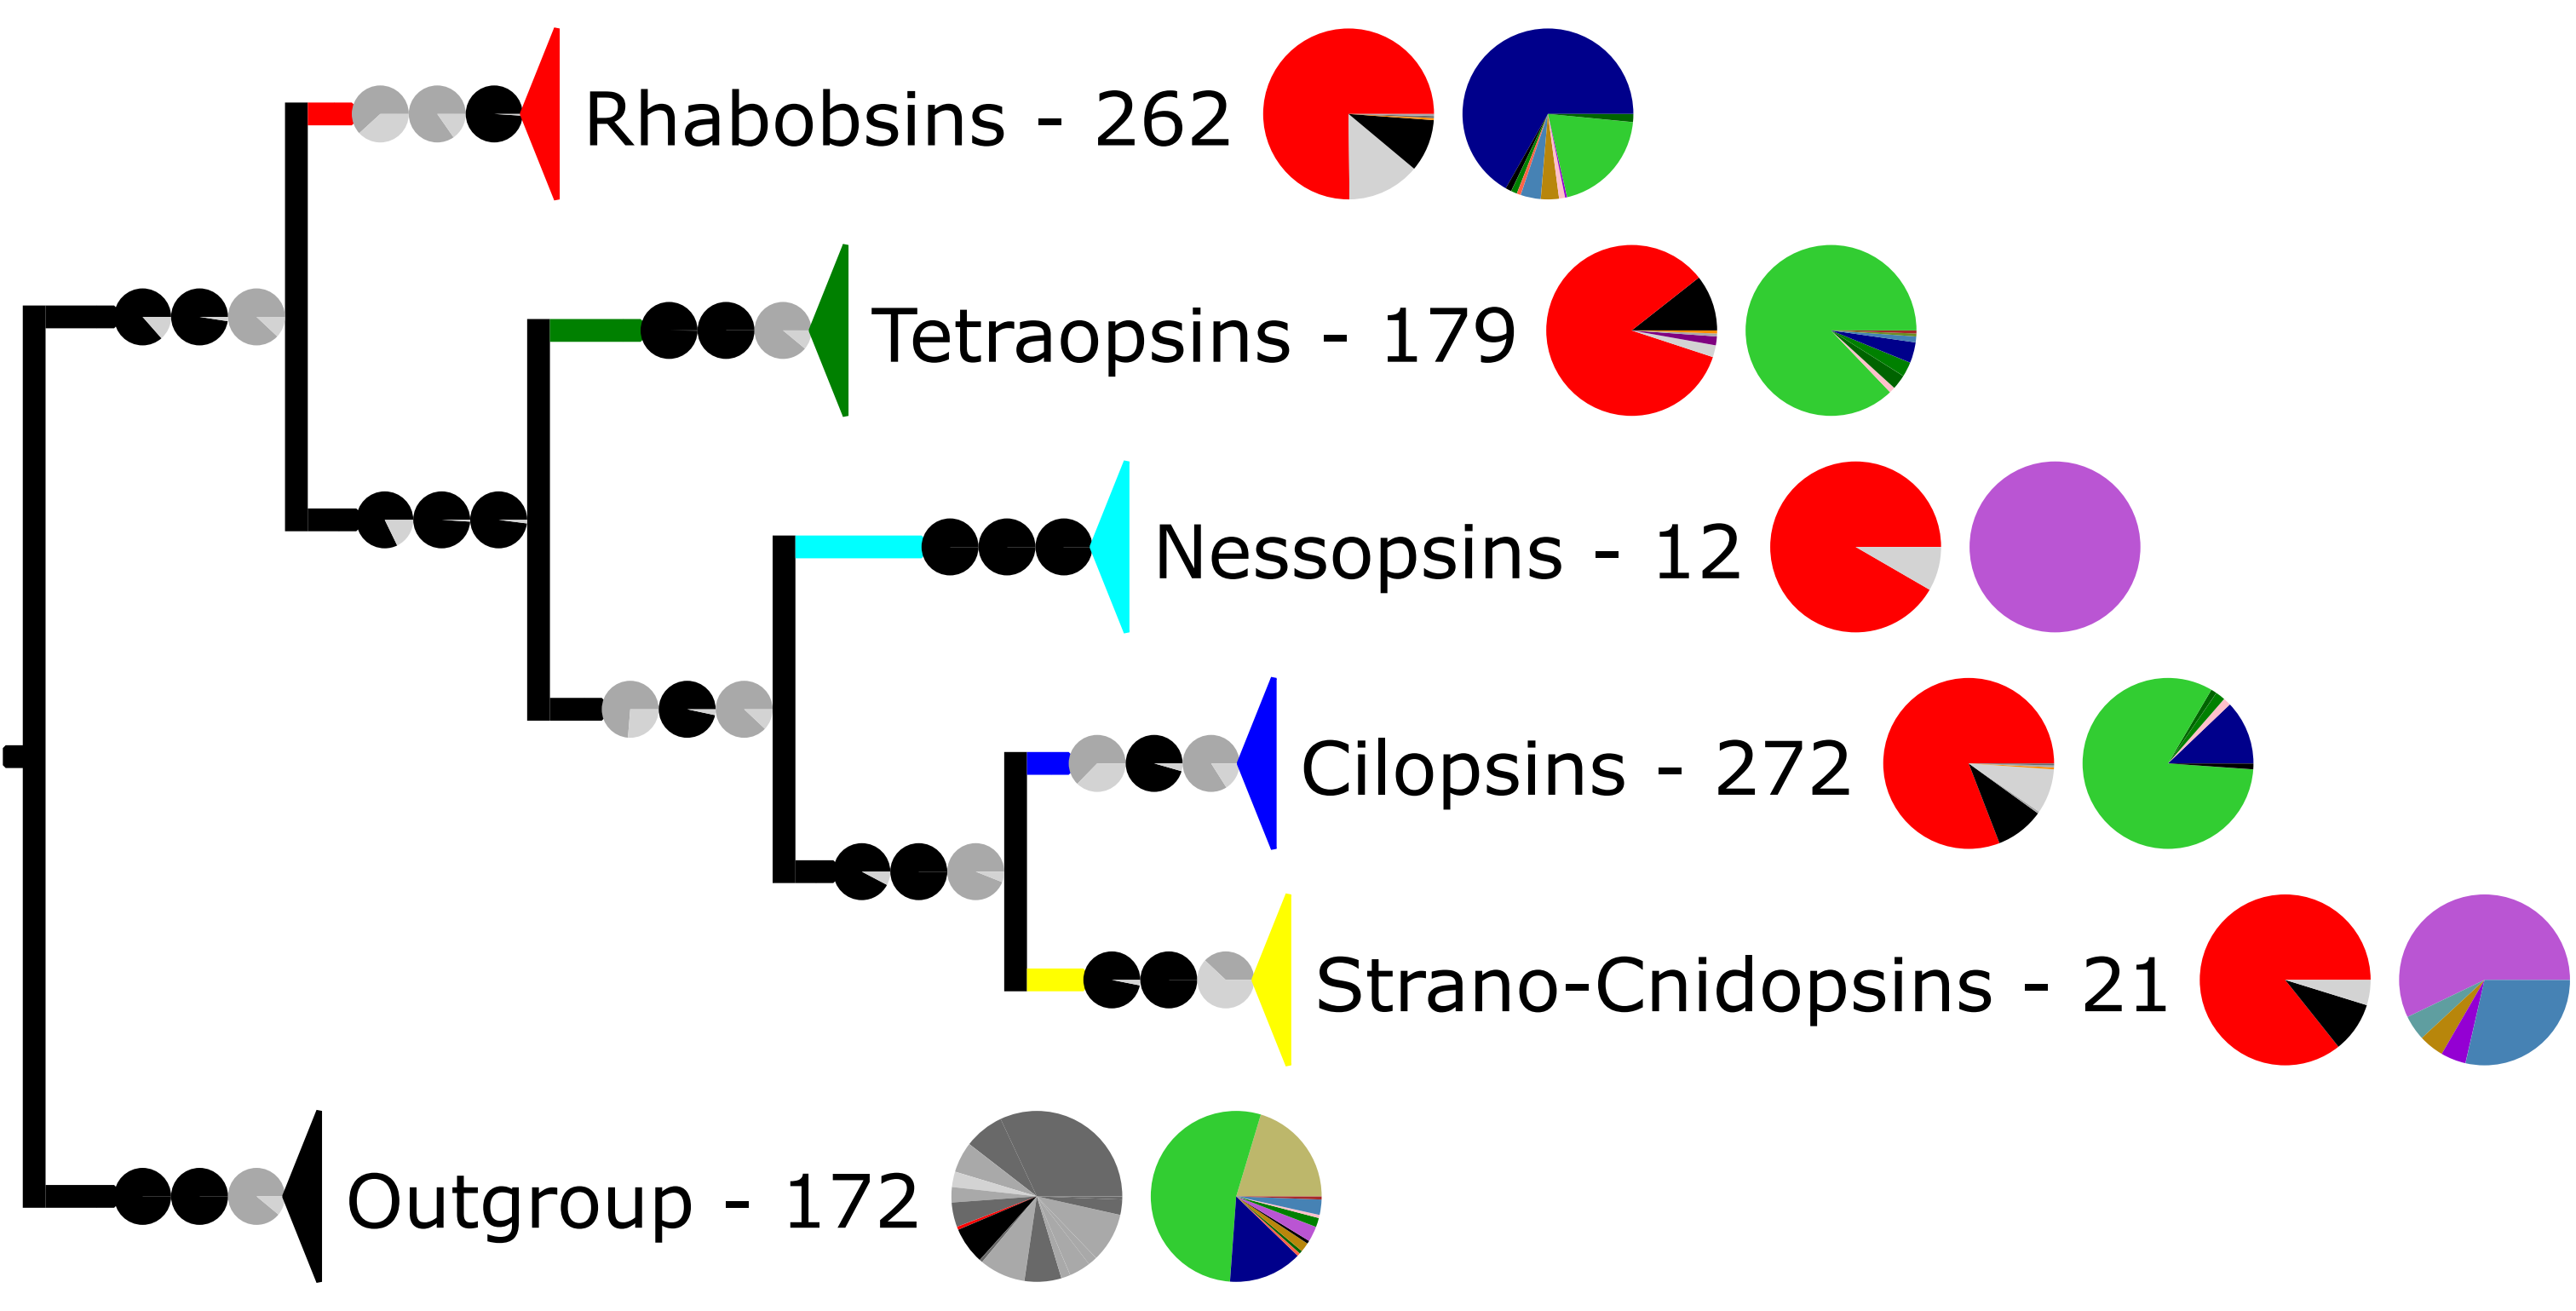 Rhabobsins - 262
Tetraopsins - 179
Nessopsins - 12
Cilopsins - 272
Strano-Cnidopsins - 21
Outgroup - 172